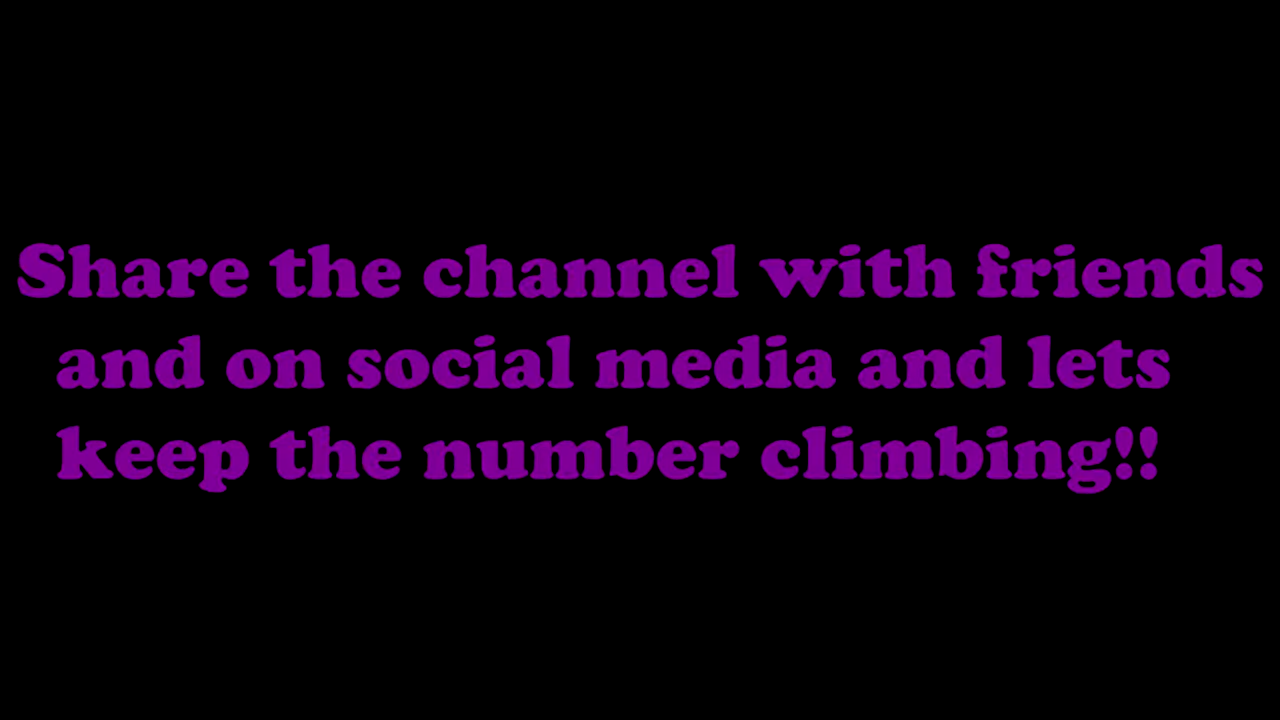 Share the channel with friends
and on social media and lets
keep the number climbing!!